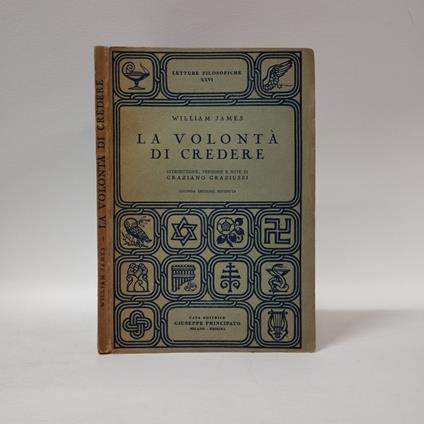 WILLIAM JAMES - LA VOLONTÀ DI CREDERE
LETTURE FILOSOFICHE
XXVI
WILLIAM JAMES
LA VOLONTÀ
DI CREDERE
INTRODUZIONE, VERSIONE E NOTE DI
GRAZIANO GRAZIUSSI
SECONDA EDIZIONE RIVEDUTA
CASA EDITRICE
GIUSEPPE PRINCIPATO
MILANO - MESSINA